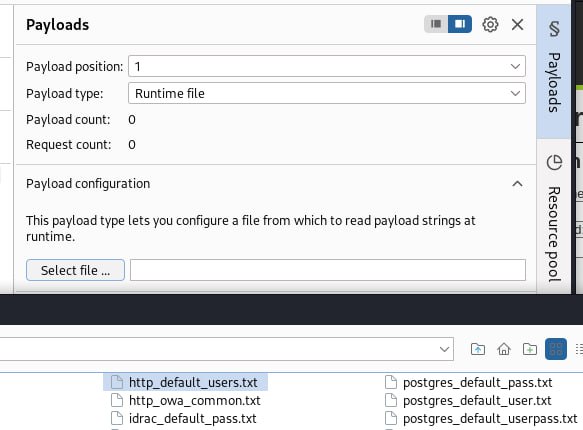 Payloads
Payload position: 1
Payload type: Runtime file
Payload count: 0
Request count: 0
Payload configuration
This payload type lets you configure a file from which to read payload strings at
runtime.
Select file ...
§
Payloads
Resource pool
http_default_users.txt
http_owa_common.txt
idrac_default_pass.txt
postgres_default_pass.txt
postgres_default_user.txt
postgres_default_userpass.txt